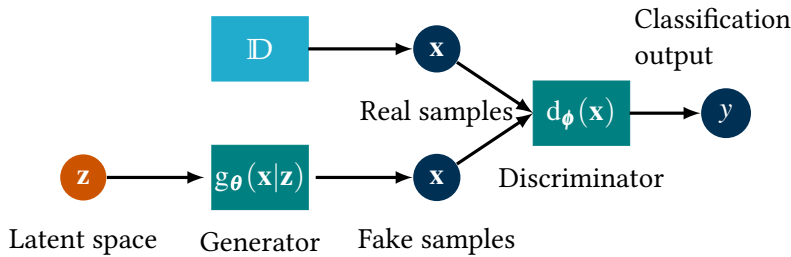 Classification
output
𝔻
x
Real samples
d_ϕ(x)
y
z
g_θ(x|z)
x
Discriminator
Latent space
Generator
Fake samples